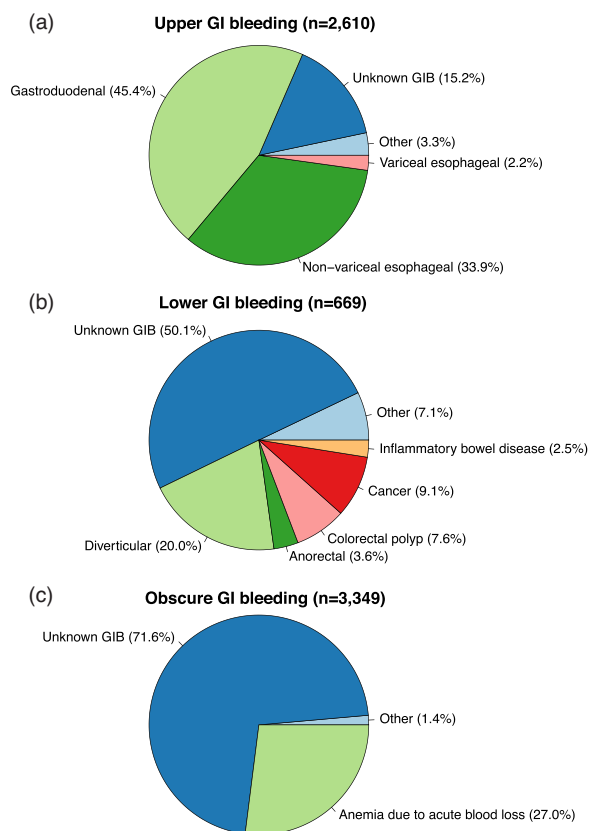 (a)
Upper GI bleeding (n=2,610)
Unknown GIB (15.2%)
Gastroduodenal (45.4%)
Other (3.3%)
Variceal esophageal (2.2%)
Non−variceal esophageal (33.9%)
(b)
Lower GI bleeding (n=669)
Unknown GIB (50.1%)
Other (7.1%)
Inflammatory bowel disease (2.5%)
Cancer (9.1%)
Colorectal polyp (7.6%)
Diverticular (20.0%)
Anorectal (3.6%)
(c)
Obscure GI bleeding (n=3,349)
Unknown GIB (71.6%)
Other (1.4%)
Anemia due to acute blood loss (27.0%)